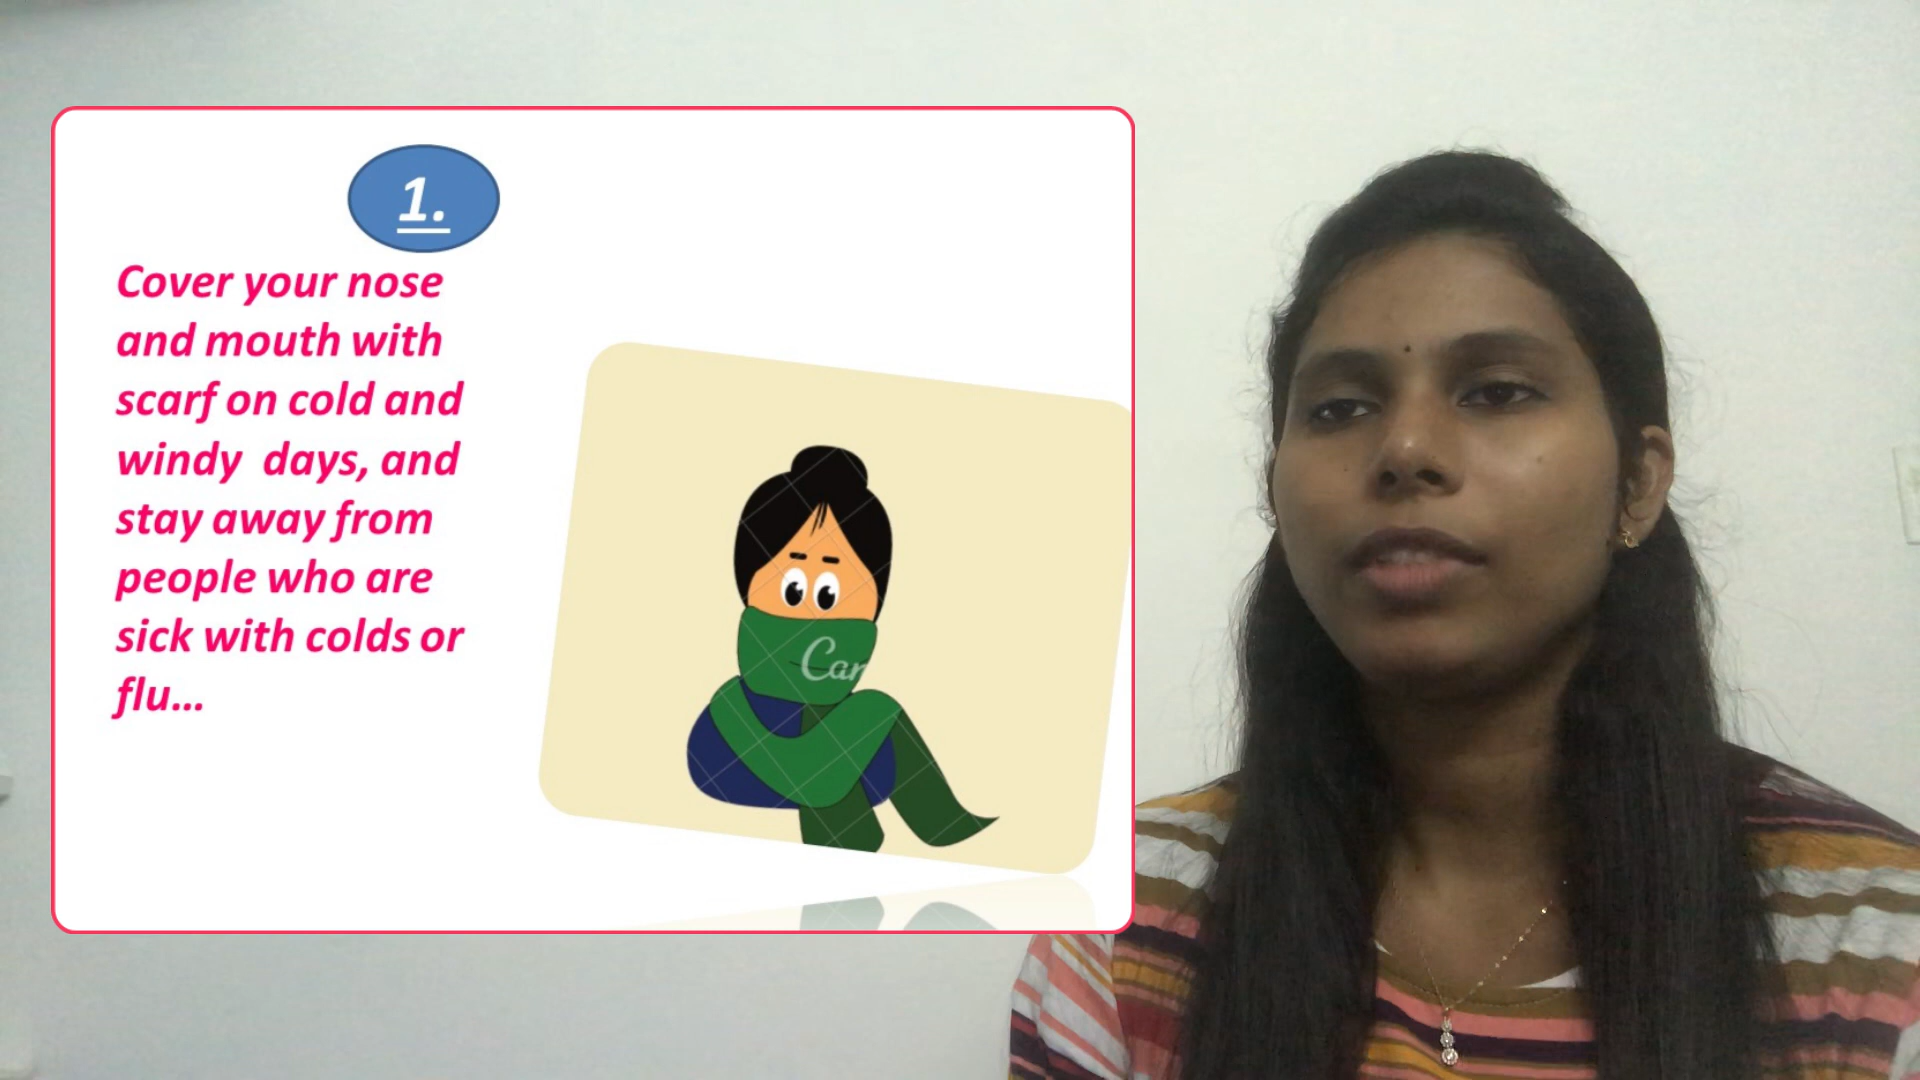 1.
Cover your nose
and mouth with
scarf on cold and
windy  days, and
stay away from
people who are
sick with colds or
flu...
Can